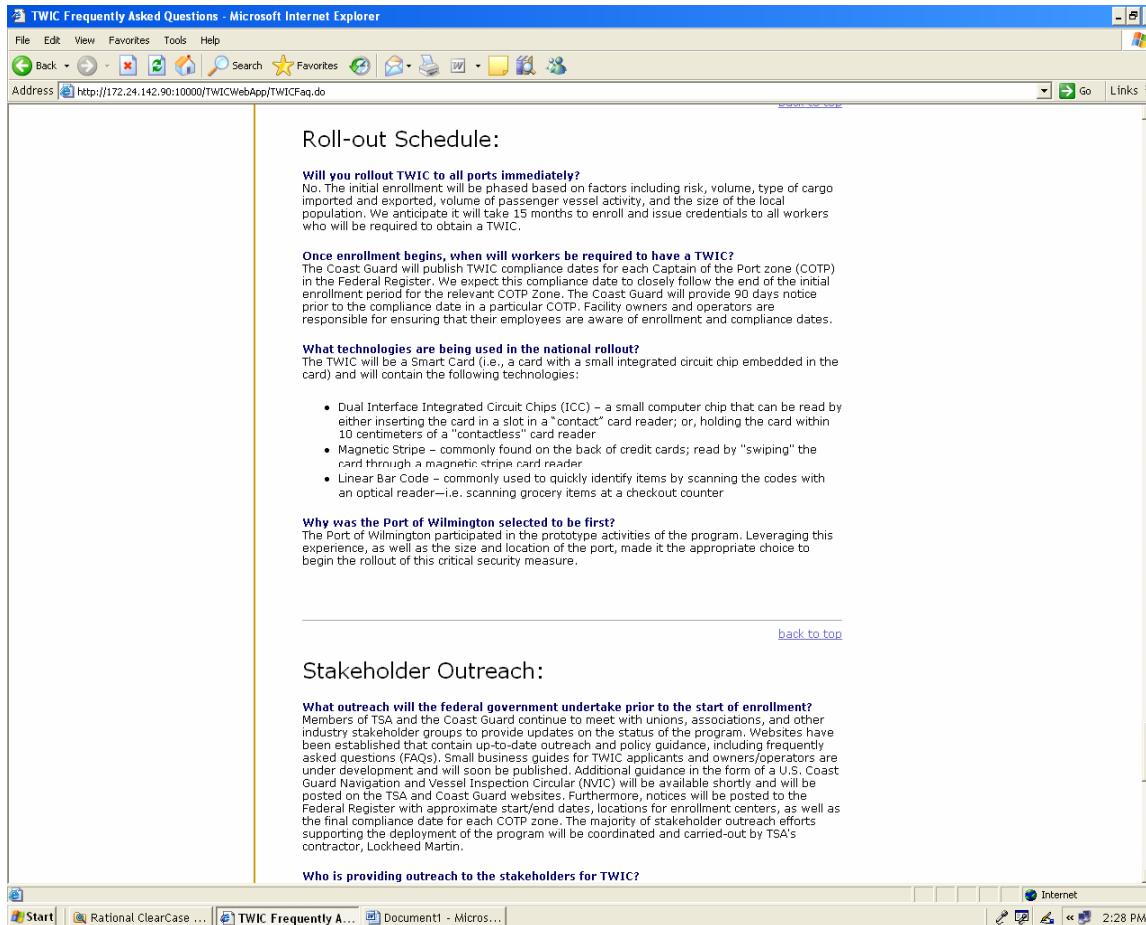 TWIC Frequently Asked Questions - Microsoft Internet Explorer
File Edit View Favorites Tools Help
Back Search Favorites
Address http://172.24.142.90:10000/TWICWebApp/TWICFaq.do Go Links
back to top
Roll-out Schedule:
Will you rollout TWIC to all ports immediately?
No. The initial enrollment will be phased based on factors including risk, volume, type of cargo
imported and exported, volume of passenger vessel activity, and the size of the local
population. We anticipate it will take 15 months to enroll and issue credentials to all workers
who will be required to obtain a TWIC.
Once enrollment begins, when will workers be required to have a TWIC?
The Coast Guard will publish TWIC compliance dates for each Captain of the Port zone (COTP)
in the Federal Register. We expect this compliance date to closely follow the end of the initial
enrollment period for the relevant COTP Zone. The Coast Guard will provide 90 days notice
prior to the compliance date in a particular COTP. Facility owners and operators are
responsible for ensuring that their employees are aware of enrollment and compliance dates.
What technologies are being used in the national rollout?
The TWIC will be a Smart Card (i.e., a card with a small integrated circuit chip embedded in the
card) and will contain the following technologies:
• Dual Interface Integrated Circuit Chips (ICC) – a small computer chip that can be read by
either inserting the card in a slot in a “contact” card reader; or, holding the card within
10 centimeters of a "contactless" card reader
• Magnetic Stripe – commonly found on the back of credit cards; read by "swiping" the
card through a magnetic stripe card reader
• Linear Bar Code – commonly used to quickly identify items by scanning the codes with
an optical reader—i.e. scanning grocery items at a checkout counter
Why was the Port of Wilmington selected to be first?
The Port of Wilmington participated in the prototype activities of the program. Leveraging this
experience, as well as the size and location of the port, made it the appropriate choice to
begin the rollout of this critical security measure.
back to top
Stakeholder Outreach:
What outreach will the federal government undertake prior to the start of enrollment?
Members of TSA and the Coast Guard continue to meet with unions, associations, and other
industry stakeholder groups to provide updates on the status of the program. Websites have
been established that contain up-to-date outreach and policy guidance, including frequently
asked questions (FAQs). Small business guides for TWIC applicants and owners/operators are
under development and will soon be published. Additional guidance in the form of a U.S. Coast
Guard Navigation and Vessel Inspection Circular (NVIC) will be available shortly and will be
posted on the TSA and Coast Guard websites. Furthermore, notices will be posted to the
Federal Register with approximate start/end dates, locations for enrollment centers, as well as
the final compliance date for each COTP zone. The majority of stakeholder outreach efforts
supporting the deployment of the program will be coordinated and carried-out by TSA's
contractor, Lockheed Martin.
Who is providing outreach to the stakeholders for TWIC?
Internet
Start Rational ClearCase ... TWIC Frequently A... Document1 - Micros... 2:28 PM